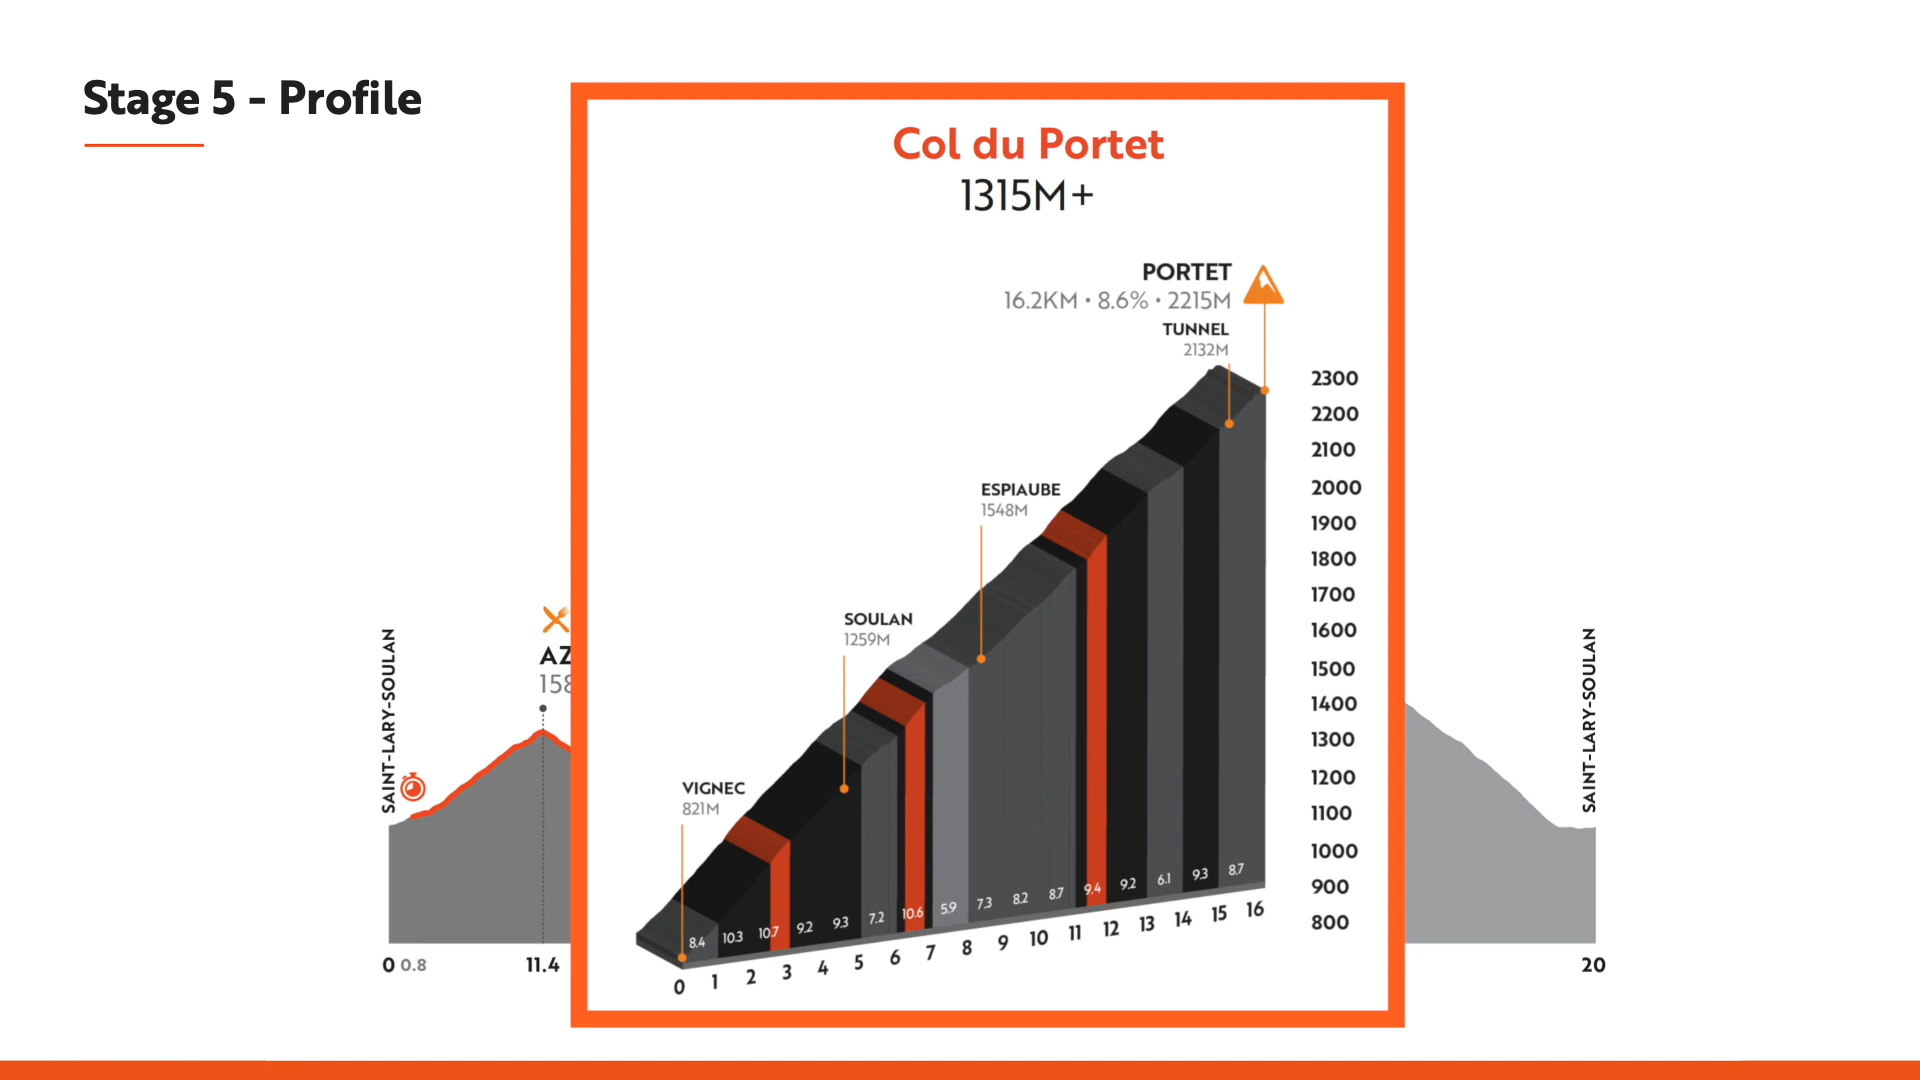 Stage 5 - Profile
Col du Portet
1315M+
PORTET
16.2KM • 8.6% • 2215M
TUNNEL
2132M
ESPIAUBE
1548M
SOULAN
1259M
VIGNEC
821M
2300
2200
2100
2000
1900
1800
1700
1600
1500
1400
1300
1200
1100
1000
900
800
8.4 10.3 10.7 9.2 9.3 7.2 10.6 5.9 7.3 8.2 8.7 9.4 9.2 6.1 9.3 8.7
0 1 2 3 4 5 6 7 8 9 10 11 12 13 14 15 16
SAINT-LARY-SOULAN
AZ
158
0 0.8 11.4
SAINT-LARY-SOULAN
20